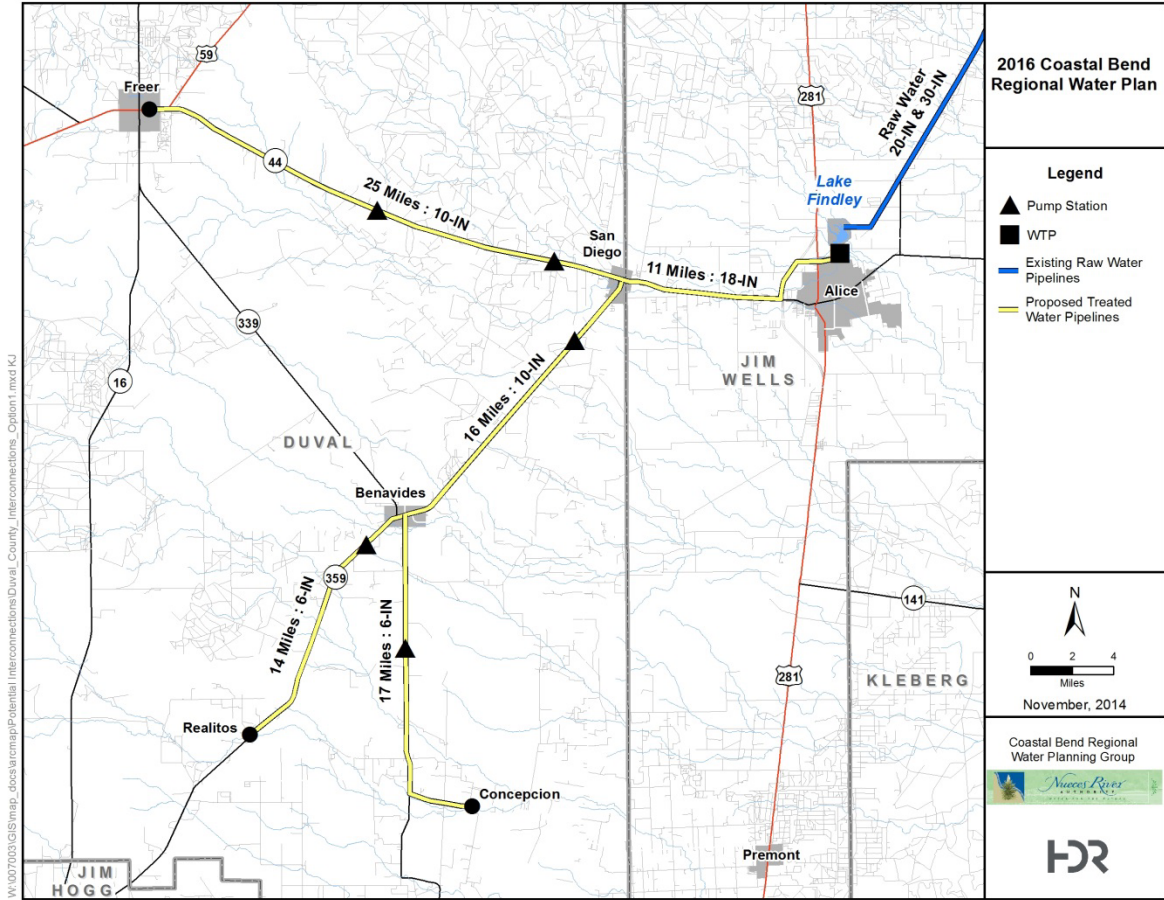 59
Freer
44
25 Miles : 10-IN
San
Diego
11 Miles : 18-IN
281
Raw Water
20-IN & 30-IN
Lake
Findley
Alice
339
16
JIM
WELLS
DUVAL
16 Miles : 10-IN
Benavides
359
14 Miles : 6-IN
17 Miles : 6-IN
141
281
KLEBERG
Realitos
Concepcion
Premont
JIM
HOGG
W:\007003\GIS\map_docs\arcmap\Potential Interconnections\Duval_County_Interconnections_Option1.mxd KJ
2016 Coastal Bend
Regional Water Plan
Legend
Pump Station
WTP
Existing Raw Water
Pipelines
Proposed Treated
Water Pipelines
N
0 2 4
Miles
November, 2014
Coastal Bend Regional
Water Planning Group
Nueces River
AUTHORITY
HDR